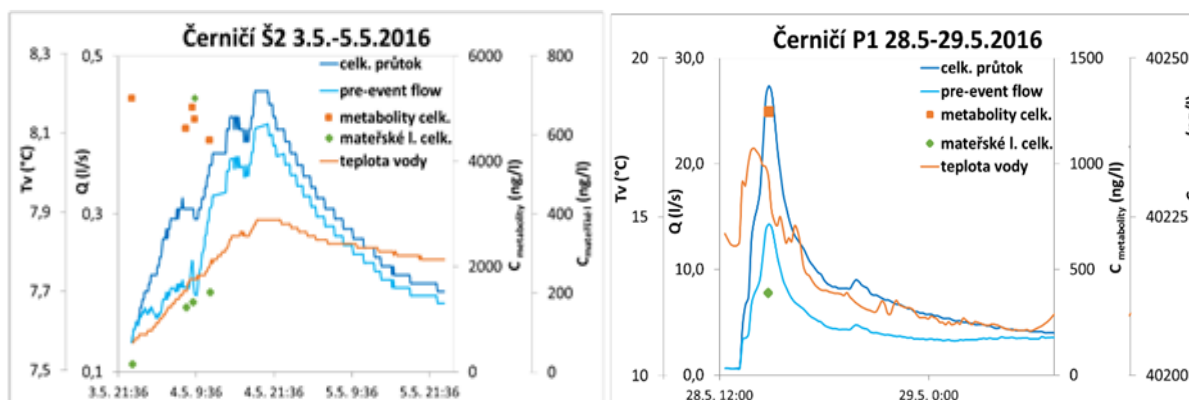 Černičí Š2 3.5.-5.5.2016
8,3
8,1
7,9
7,7
7,5
Tv (°C)
0,5
0,3
0,1
Q (l/s)
celk. průtok
pre-event flow
metabolity celk.
mateřské l. celk.
teplota vody
6000
4000
2000
0
C metabolity (ng/l)
800
600
400
200
0
Cmateřské l (ng/l)
3.5. 21:36
4.5. 9:36
4.5. 21:36
5.5. 9:36
5.5. 21:36
Černičí P1 28.5-29.5.2016
20
15
10
Tv (°C)
30,0
20,0
10,0
0,0
Q (l/s)
celk. průtok
pre-event flow
metabolity celk.
mateřské l. celk.
teplota vody
1500
1000
500
0
C metabolity (ng/l)
40250
40225
40200
28.5. 12:00
29.5. 0:00